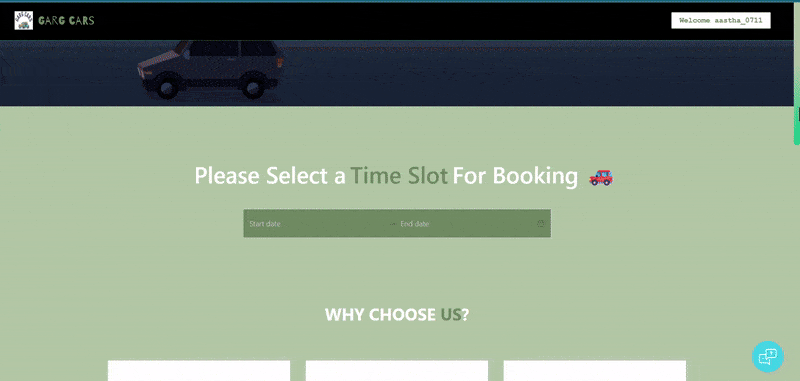 GARG CARS
Welcome aastha_0711
Please Select a Time Slot For Booking
Start date
End date
WHY CHOOSE US?